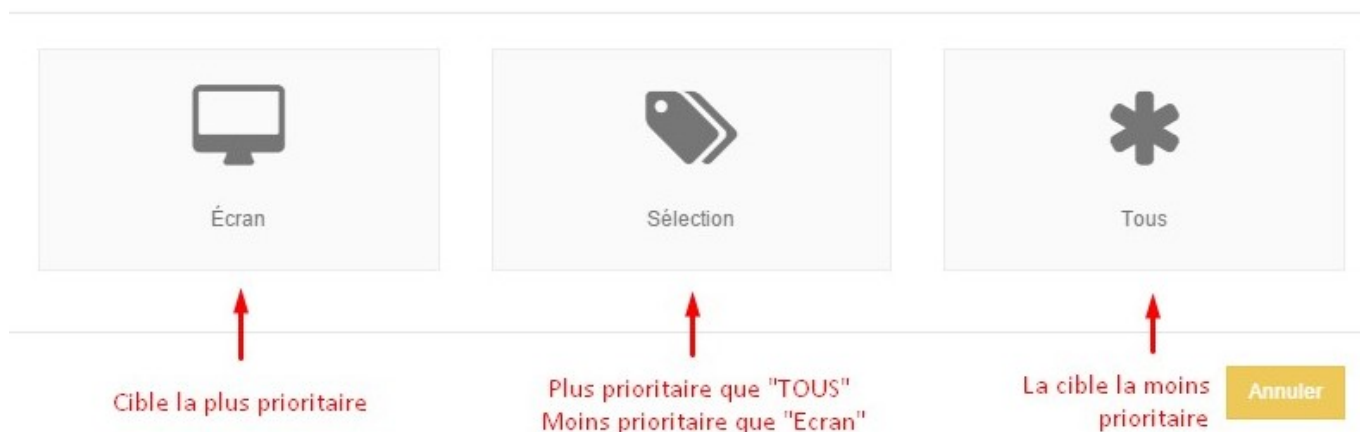 Écran
Sélection
Tous
Cible la plus prioritaire
Plus prioritaire que "TOUS"
Moins prioritaire que "Ecran"
La cible la moins
prioritaire
Annuler